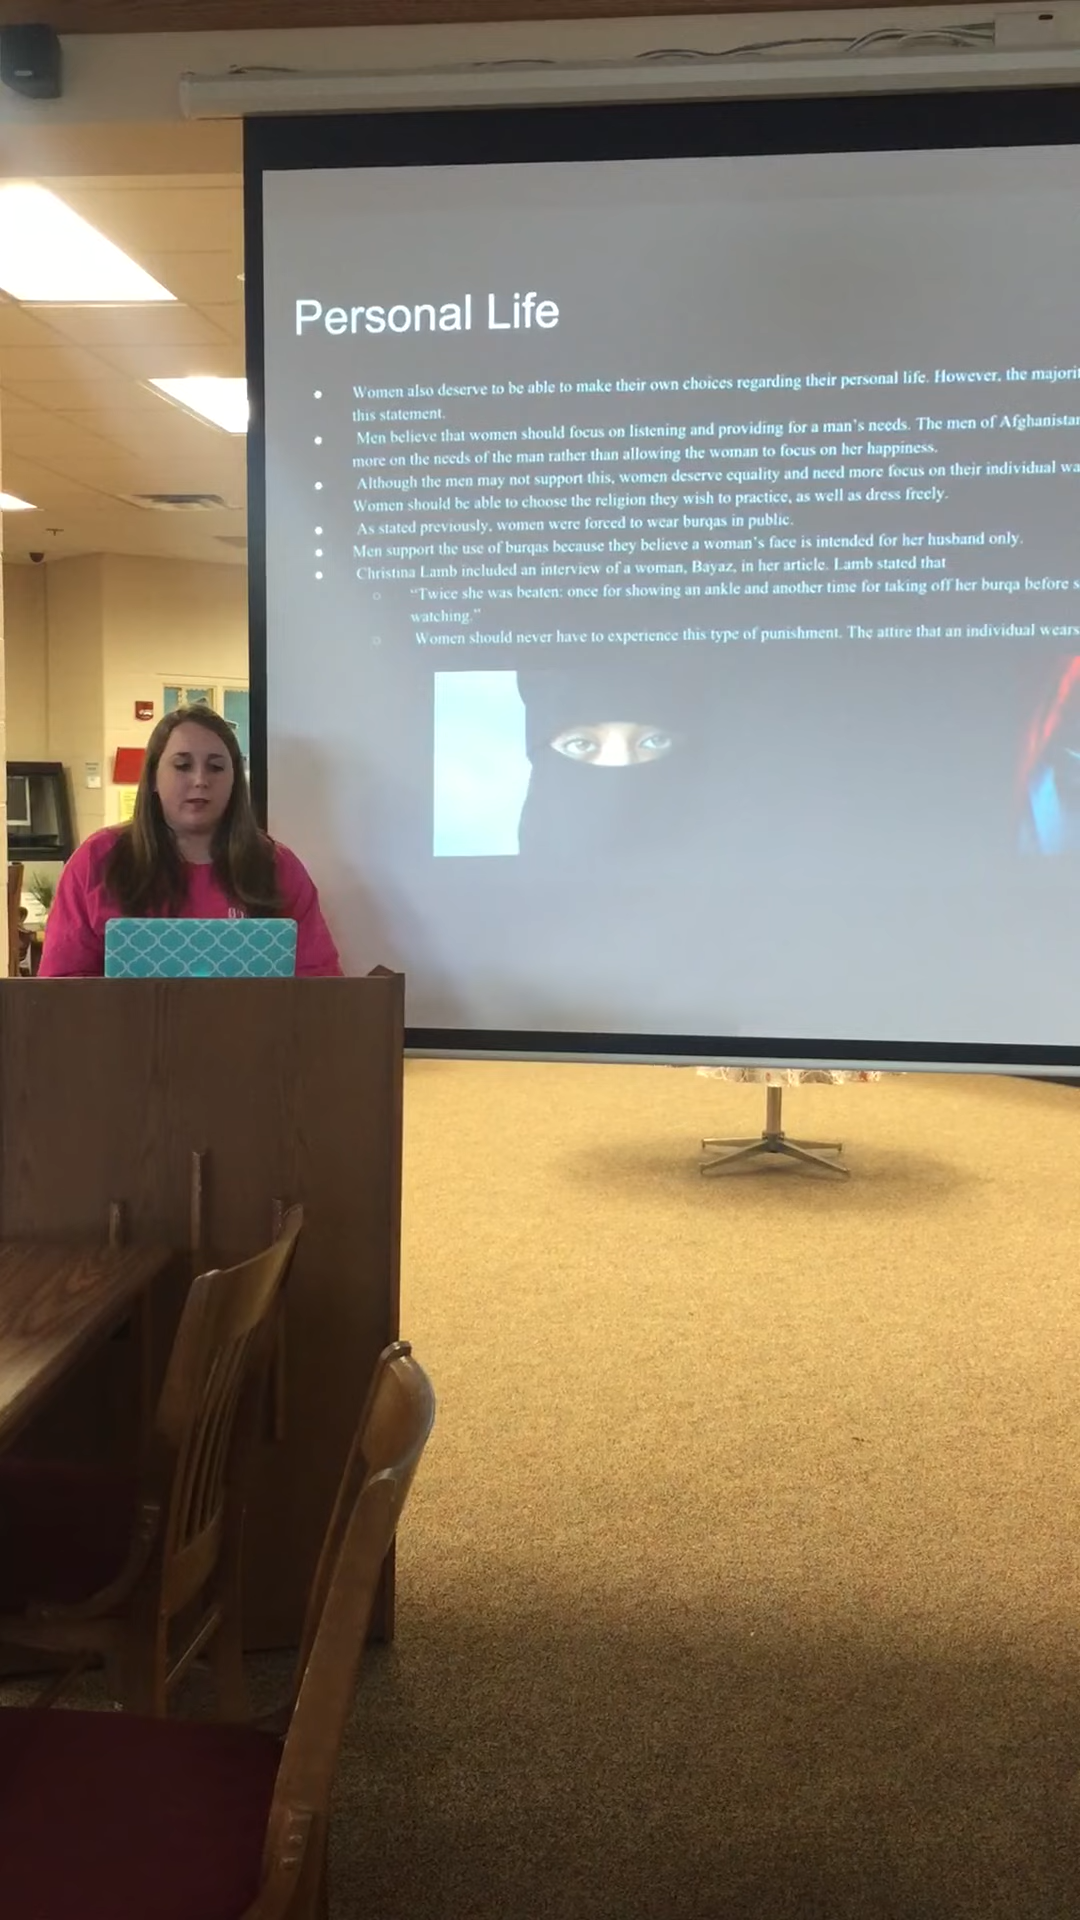 Personal Life
Women also deserve to be able to make their own choices regarding their personal life. However, the
this statement.
Men believe that women should focus on listening and providing for a man's needs. The men of
more on the needs of the man rather than allowing the woman to focus on her happiness.
Although the men may not support this, women deserve equality and need more focus on their individual
Women should be able to choose the religion they wish to practice, as well as dress freely.
As stated previously, women were forced to wear burqas in public.
Men support the use of burqas because they believe a woman's face is intended for her husband only.
Christina Lamb included an interview of a woman, Bayaz, in her article. Lamb stated that
"Twice she was beaten: once for showing an ankle and another time for taking off her burqa before
watching."
Women should never have to experience this type of punishment. The attire that an individual wears